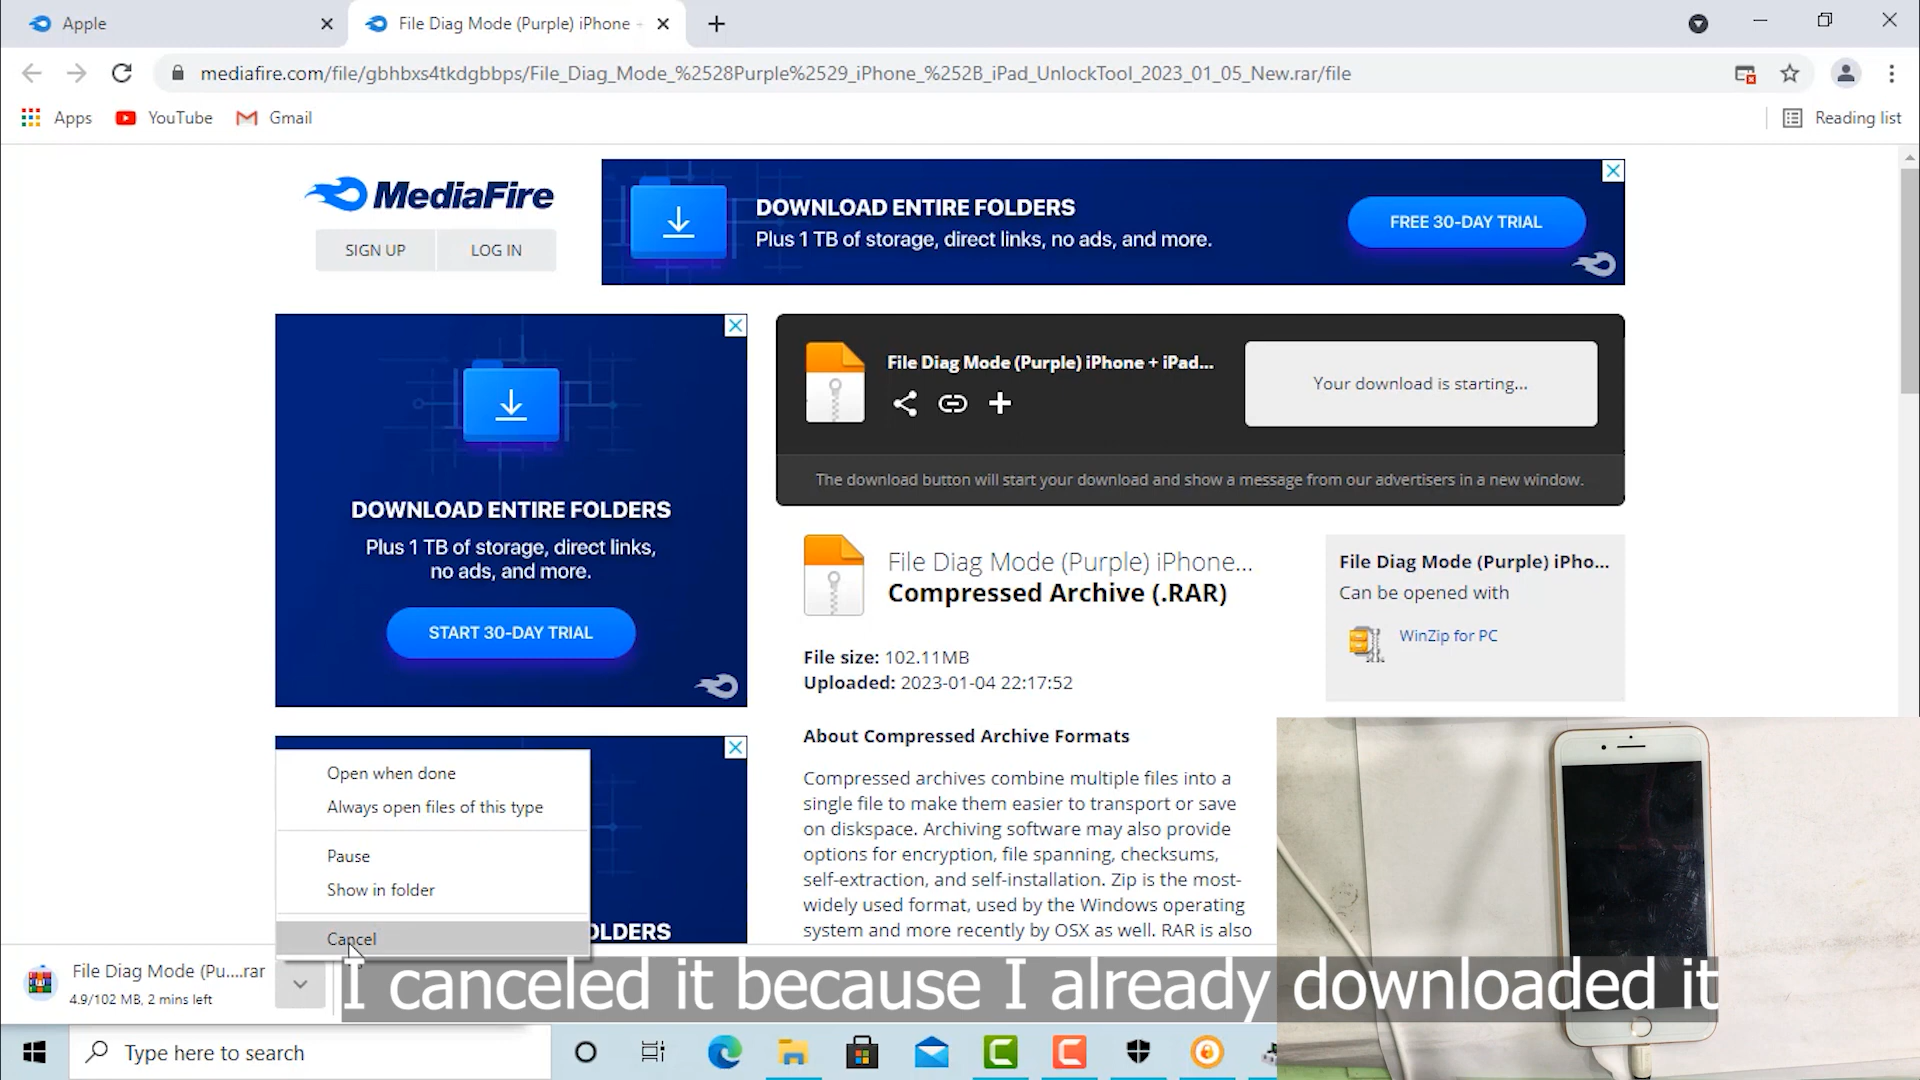 Apple
File Diag Mode (Purple) iPhone
mediafire.com/file/gbhbxs4tkdgbbps/File_Diag_Mode_%2528Purple%2529_iPhone_%252B_iPad_UnlockTool_2023_01_05_New.rar/file
Apps YouTube Gmail
Reading list
MediaFire
SIGN UP LOG IN
DOWNLOAD ENTIRE FOLDERS
Plus 1 TB of storage, direct links, no ads, and more.
FREE 30-DAY TRIAL
DOWNLOAD ENTIRE FOLDERS
Plus 1 TB of storage, direct links,
no ads, and more.
START 30-DAY TRIAL
File Diag Mode (Purple) iPhone + iPad...
Your download is starting...
The download button will start your download and show a message from our advertisers in a new window.
File Diag Mode (Purple) iPhone...
Compressed Archive (.RAR)
File size: 102.11MB
Uploaded: 2023-01-04 22:17:52
File Diag Mode (Purple) iPho...
Can be opened with
WinZip for PC
About Compressed Archive Formats
Compressed archives combine multiple files into a
single file to make them easier to transport or save
on diskspace. Archiving software may also provide
options for encryption, file spanning, checksums,
self-extraction, and self-installation. Zip is the most-
widely used format, used by the Windows operating
system and more recently by OSX as well. RAR is also
Open when done
Always open files of this type
Pause
Show in folder
Cancel
OLDERS
File Diag Mode (Pu....rar
4.9/102 MB, 2 mins left
I canceled it because I already downloaded it
Type here to search